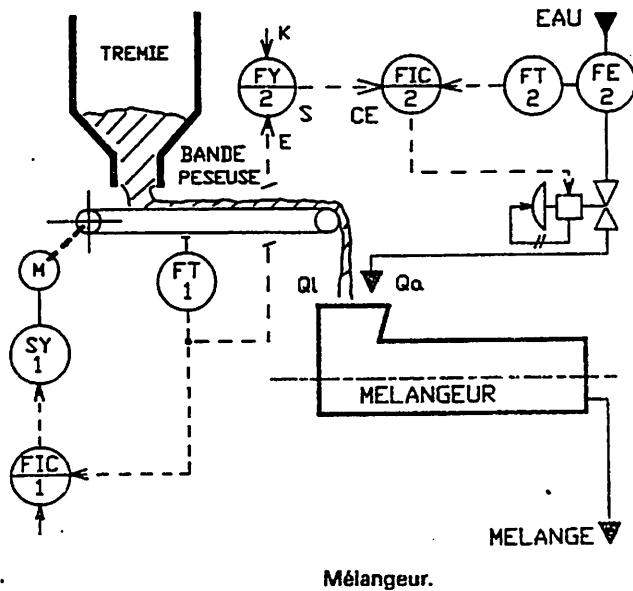 EAU
K
TREMIE
FY
2
S
CE
FIC
2
FT
2
FE
2
E
BANDE
PESEUSE
M
FT
1
Ql
Qa
SY
1
MELANGEUR
FIC
1
MELANGE
Mélangeur.